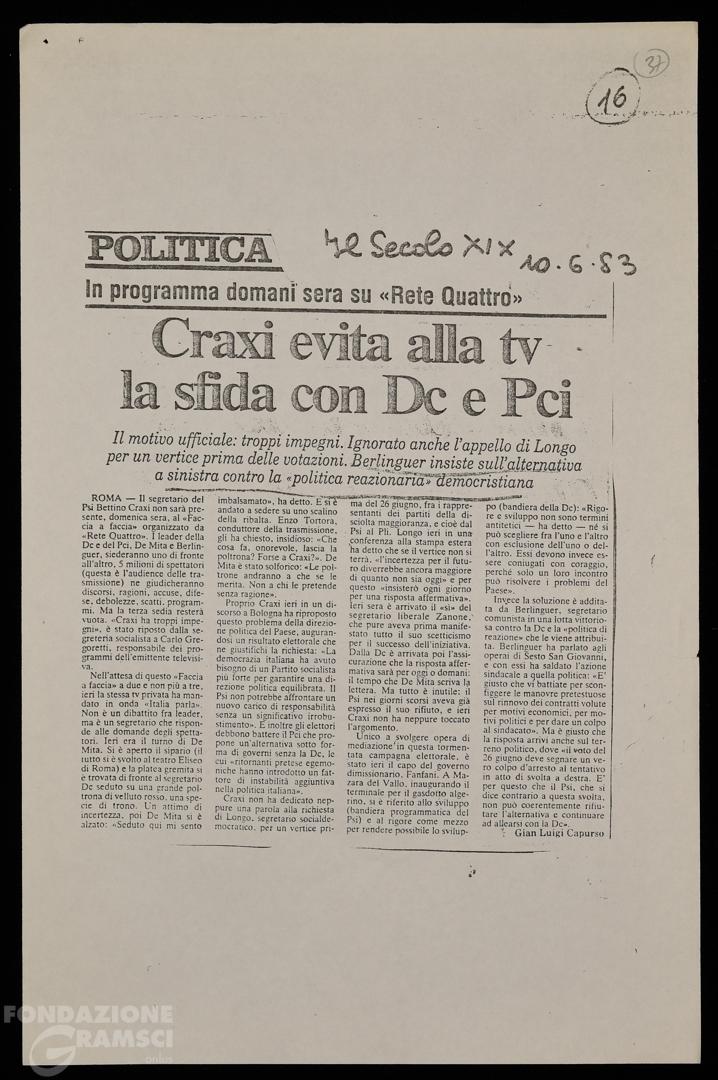 37
16
POLITICA
Il Secolo XIX
10.6.83
In programma domani sera su «Rete Quattro»
Craxi evita alla tv
la sfida con Dc e Pci
Il motivo ufficiale: troppi impegni. Ignorato anche l'appello di Longo
per un vertice prima delle votazioni. Berlinguer insiste sull'alternativa
a sinistra contro la «politica reazionaria» democristiana
ROMA — Il segretario del
Psi Bettino Craxi non sarà pre-
sente, domenica sera, al «Fac-
cia a faccia» organizzato da
«Rete Quattro». I leader della
Dc e del Pci, De Mita e Berlin-
guer, siederanno uno di fronte
all'altro, 5 milioni di spettatori
(questa è l'audience delle tra-
smissione) ne giudicheranno
discorsi, ragioni, accuse, dife-
se, debolezze, scatti, program-
mi. Ma la terza sedia resterà
vuota. «Craxi ha troppi impe-
gni», è stato riposto dalla se-
greteria socialista a Carlo Gre-
goretti, responsabile dei pro-
grammi dell'emittente televisi-
va.
Nell'attesa di questo «Faccia
a faccia» a due e non più a tre,
ieri la stessa tv privata ha man-
dato in onda «Italia parla».
Non è un dibattito fra leader,
ma è un segretario che rispon-
de alle domande degli spetta-
tori. Ieri era il turno di De
Mita. Si è aperto il sipario (il
tutto si è svolto al teatro Eliseo
di Roma) e la platea gremita si
è trovata di fronte al segretario
Dc seduto su una grande pol-
trona di velluto rosso, una spe-
cie di trono. Un attimo di
incertezza, poi De Mita si è
alzato: «Seduto qui mi sento
imbalsamato», ha detto. E si è
andato a sedere su uno scalino
della ribalta. Enzo Tortora,
conduttore della trasmissione,
gli ha chiesto, insidioso: «Che
cosa fa, onorevole, lascia la
poltrona? Forse a Craxi?». De
Mita è stato solforico: «Le pol-
trone andranno a che se le
merita. Non a chi le pretende
senza ragione».
Proprio Craxi ieri in un di-
scorso a Bologna ha riproposto
questo problema della direzio-
ne politica del Paese, auguran-
dosi un risultato elettorale che
ne giustifichi la richiesta: «La
democrazia italiana ha avuto
bisogno di un Partito socialista
più forte per garantire una di-
rezione politica equilibrata. Il
Psi non potrebbe affrontare un
nuovo carico di responsabilità
senza un significativo irrobu-
stimento». E inoltre gli elettori
debbono battere il Pci che pro-
pone un'alternativa sotto for-
ma di governi senza la Dc, le
cui «ritornanti pretese egemo-
niche hanno introdotto un fat-
tore di instabilità aggiuntiva
nella politica italiana».
Craxi non ha dedicato nep-
pure una parola alla richiesta
di Longo, segretario socialde-
mocratico, per un vertice pri-
ma del 26 giugno, fra i rappre-
sentanti dei partiti della di-
sciolta maggioranza, e cioè dal
Psi al Pli. Longo ieri in una
conferenza alla stampa estera
ha detto che se il vertice non si
terrà, «l'incertezza per il futu-
ro diverrebbe ancora maggiore
di quanto non sia oggi» e per
questo «insisterò ogni giorno
per una risposta affermativa».
Ieri sera è arrivato il «sì» del
segretario liberale Zanone,
che pure aveva prima manife-
stato tutto il suo scetticismo
per il successo dell'iniziativa.
Dalla Dc è arrivata poi l'assi-
curazione che la risposta affer-
mativa sarà per oggi o domani:
il tempo che De Mita scriva la
lettera. Ma tutto è inutile: il
Psi nei giorni scorsi aveva già
espresso il suo rifiuto, e ieri
Craxi non ha neppure toccato
l'argomento.
Unico a svolgere opera di
mediazione in questa tormen-
tata campagna elettorale, è
stato ieri il capo del governo
dimissionario, Fanfani. A Ma-
zara del Vallo, inaugurando il
terminale per il gasdotto alge-
rino, si è riferito allo sviluppo
(bandiera programmatica del
Psi) e al rigore come mezzo
per rendere possibile lo svilup-
po (bandiera della Dc): «Rigo-
re e sviluppo non sono termini
antitetici — ha detto — né si
può scegliere fra l'uno e l'altro
con esclusione dell'uno o del-
l'altro. Essi devono invece es-
sere coniugati con coraggio,
perché solo un loro incontro
può risolvere i problemi del
Paese».
Invece la soluzione è addita-
ta da Berlinguer, segretario
comunista in una lotta vittorio-
sa contro la Dc e la «politica di
reazione» che le viene attribui-
ta. Berlinguer ha parlato agli
operai di Sesto San Giovanni,
e con essi ha saldato l'azione
sindacale a quella politica: «E'
giusto che vi battiate per scon-
figgere le manovre pretestuose
sul rinnovo dei contratti volute
per motivi economici, per mo-
tivi politici e per dare un colpo
al sindacato». Ma è giusto che
la risposta arrivi anche sul ter-
reno politico, dove «il voto del
26 giugno deve segnare un ve-
ro colpo d'arresto al tentativo
in atto di svolta a destra. E'
per questo che il Psi, che si
dice contrario a questa svolta,
non può coerentemente rifiu-
tare l'alternativa e continuare
ad allearsi con la Dc».
Gian Luigi Capurso
FONDAZIONE
GRAMSCI
onlus